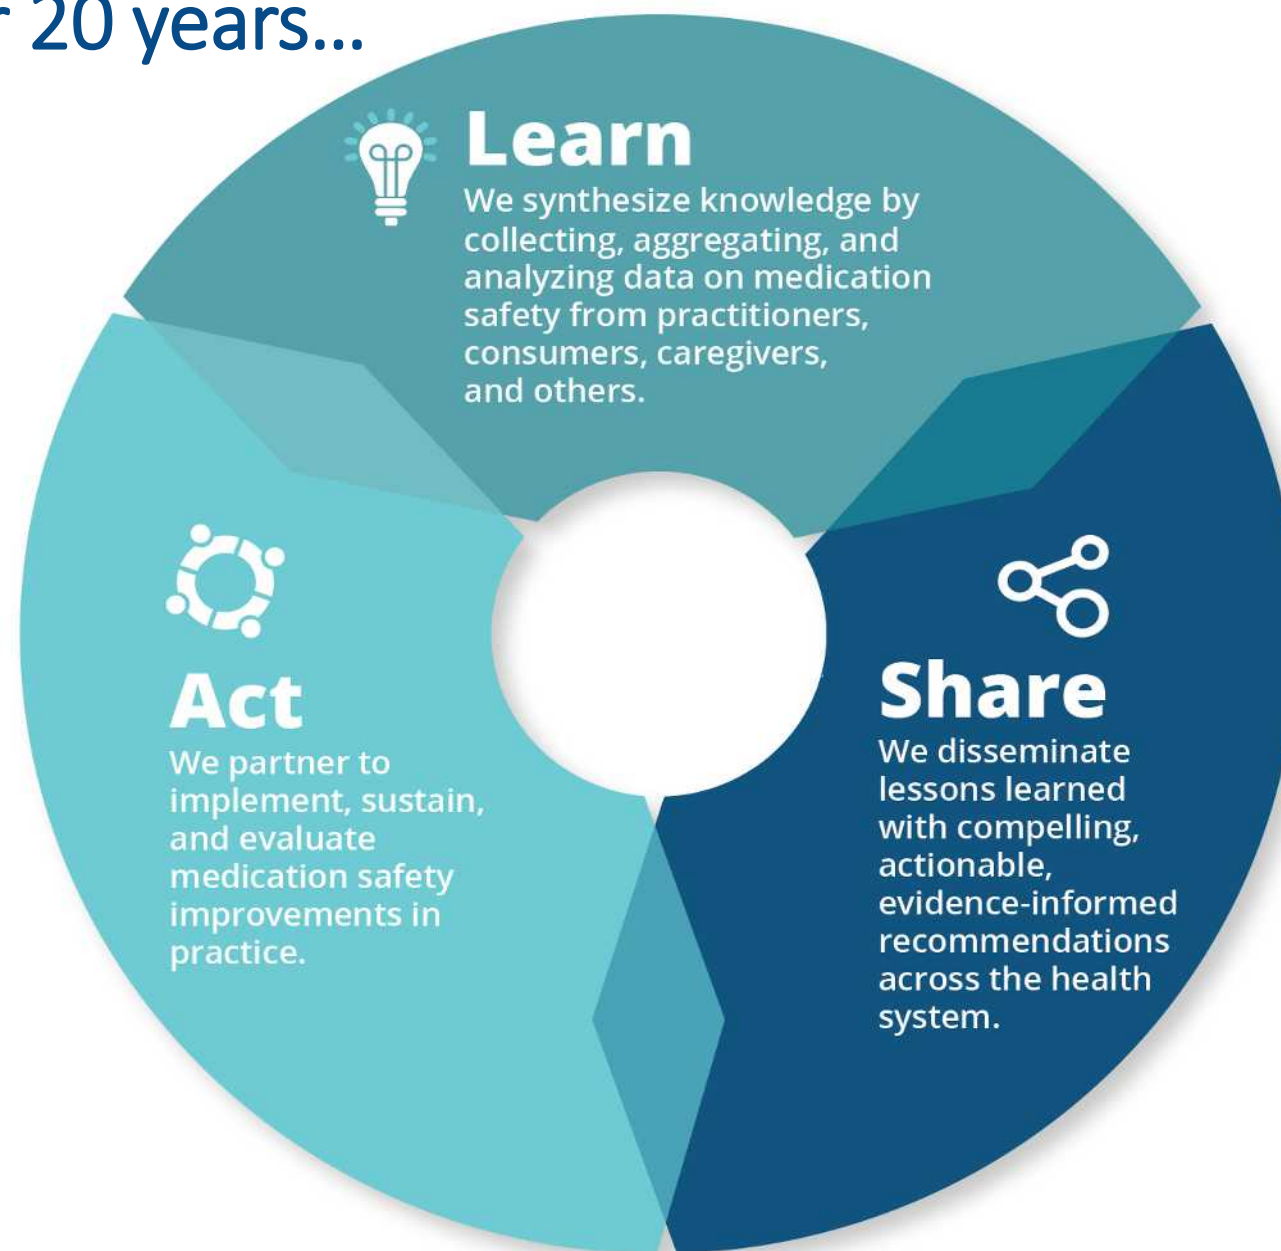 r 20 years...
Learn
We synthesize knowledge by
collecting, aggregating, and
analyzing data on medication
safety from practitioners,
consumers, caregivers,
and others.
Act
We partner to
implement, sustain,
and evaluate
medication safety
improvements in
practice.
Share
We disseminate
lessons learned
with compelling,
actionable,
evidence-informed
recommendations
across the health
system.